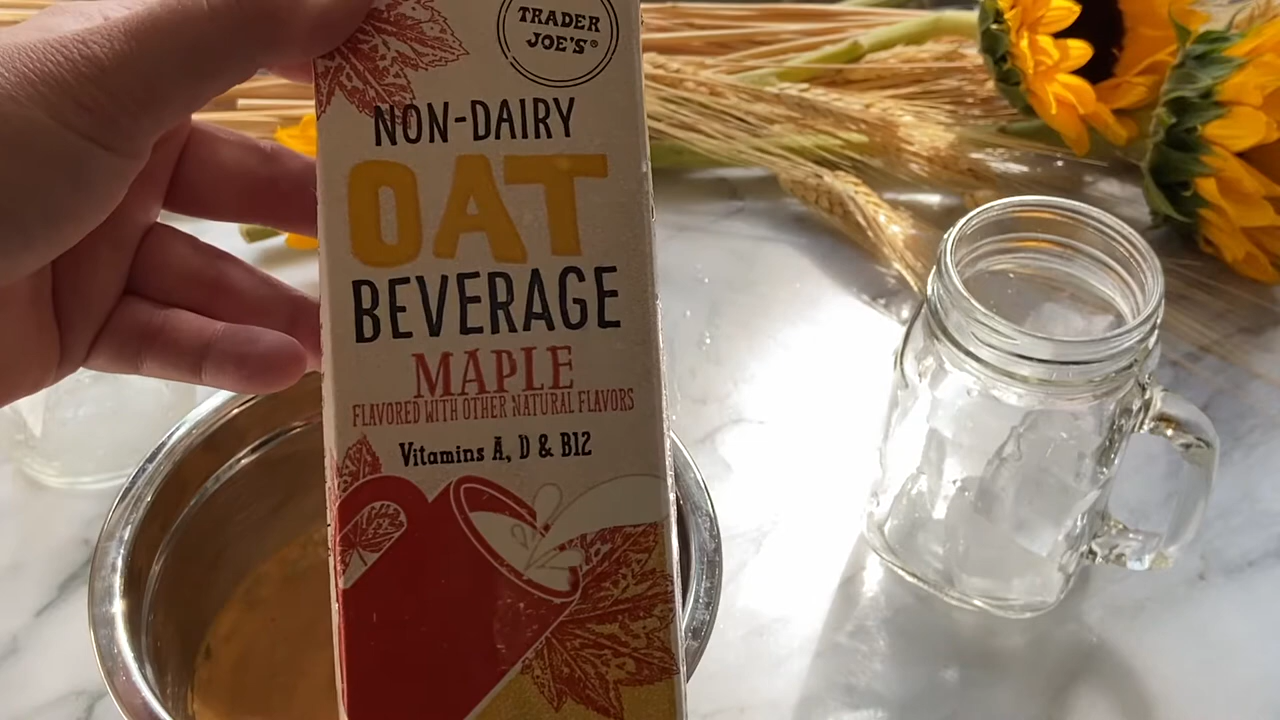 TRADER
JOE'S®
NON-DAIRY
OAT
BEVERAGE
MAPLE
FLAVORED WITH OTHER NATURAL FLAVORS
Vitamins A, D & B12